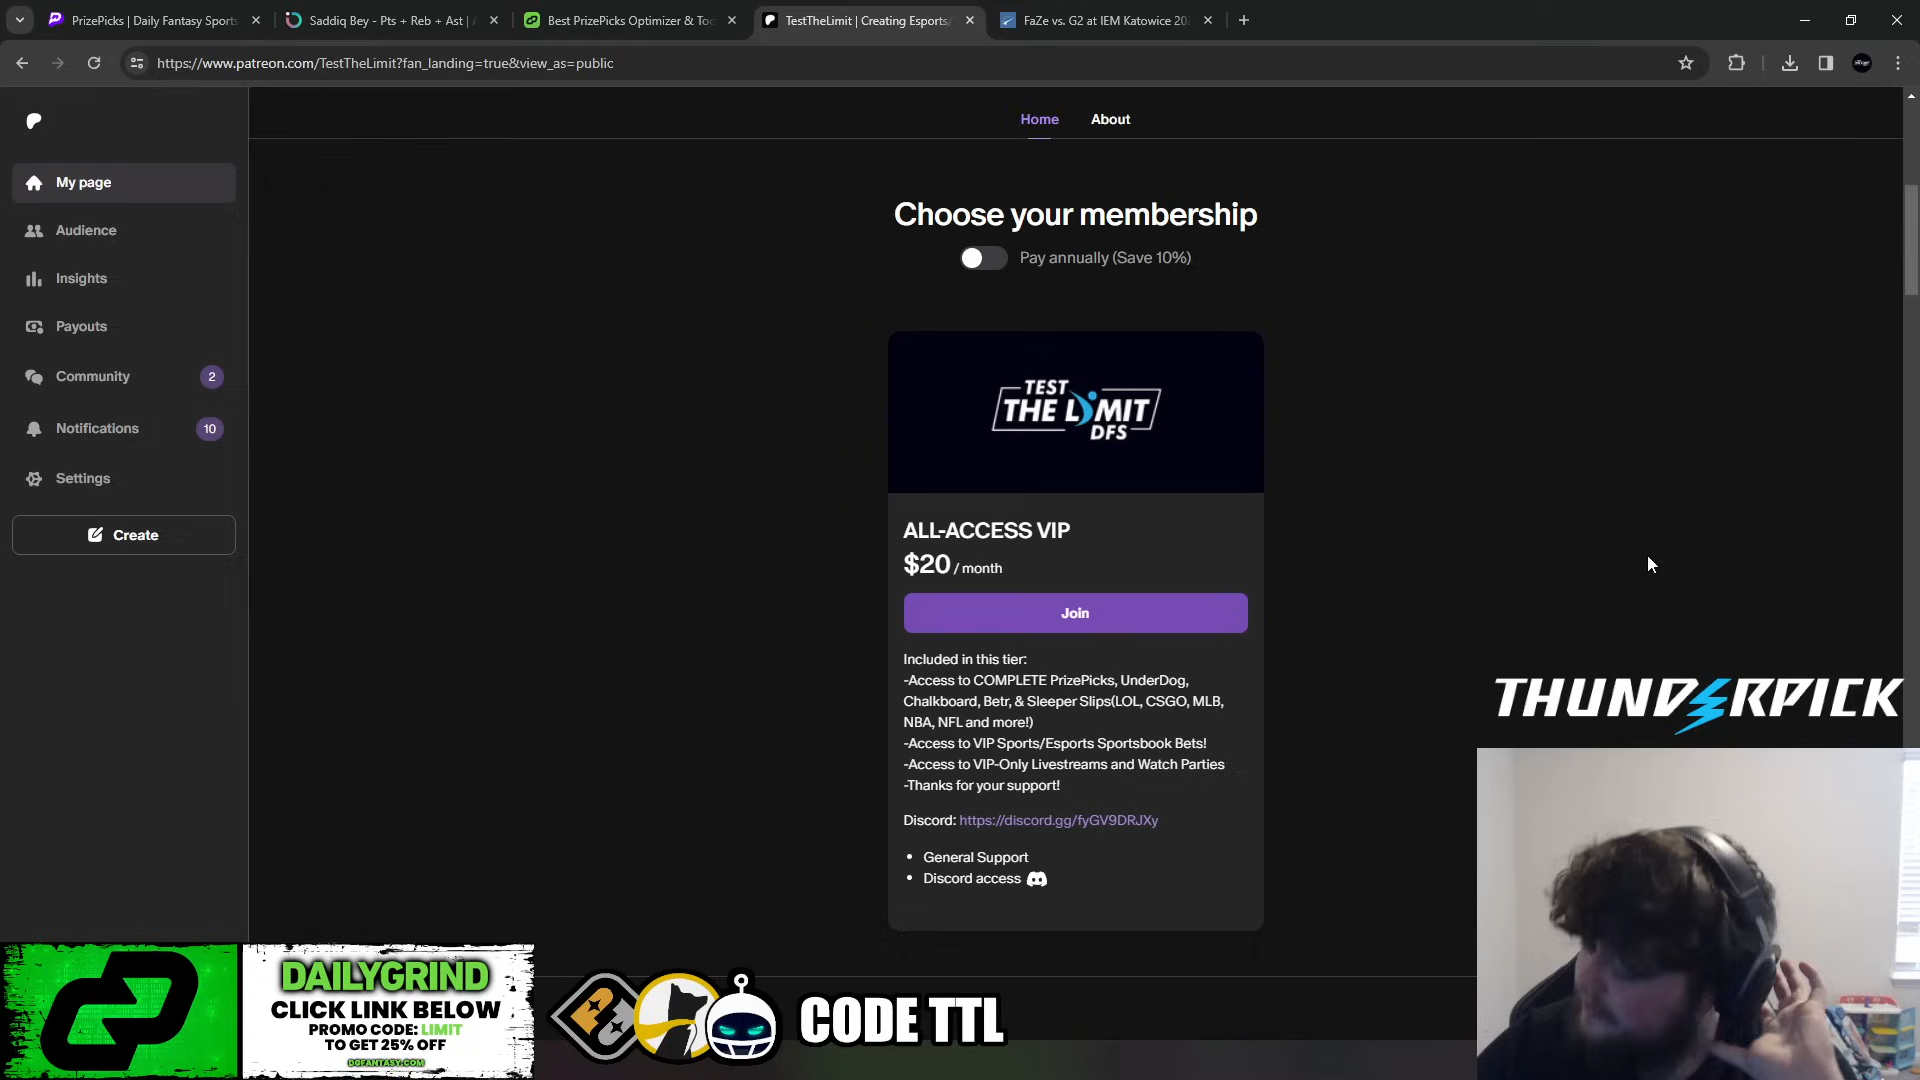 PrizePicks | Daily Fantasy Sports
Saddiq Bey - Pts + Reb + Ast |
Best PrizePicks Optimizer & Too
TestTheLimit | Creating Esports/
FaZe vs. G2 at IEM Katowice 20
https://www.patreon.com/TestTheLimit?fan_landing=true&view_as=public
Home
About
My page
Audience
Insights
Payouts
Community
2
Notifications
10
Settings
Create
Choose your membership
Pay annually (Save 10%)
TEST
THE LIMIT
DFS
ALL-ACCESS VIP
$20 / month
Join
Included in this tier:
-Access to COMPLETE PrizePicks, UnderDog,
Chalkboard, Betr, & Sleeper Slips(LOL, CSGO, MLB,
NBA, NFL and more!)
-Access to VIP Sports/Esports Sportsbook Bets!
-Access to VIP-Only Livestreams and Watch Parties
-Thanks for your support!
Discord: https://discord.gg/fyGV9DRJXy
• General Support
• Discord access
THUNDERPICK
DAILYGRIND
CLICK LINK BELOW
PROMO CODE: LIMIT
TO GET 25% OFF
DGFANTASY.COM
CODE TTL